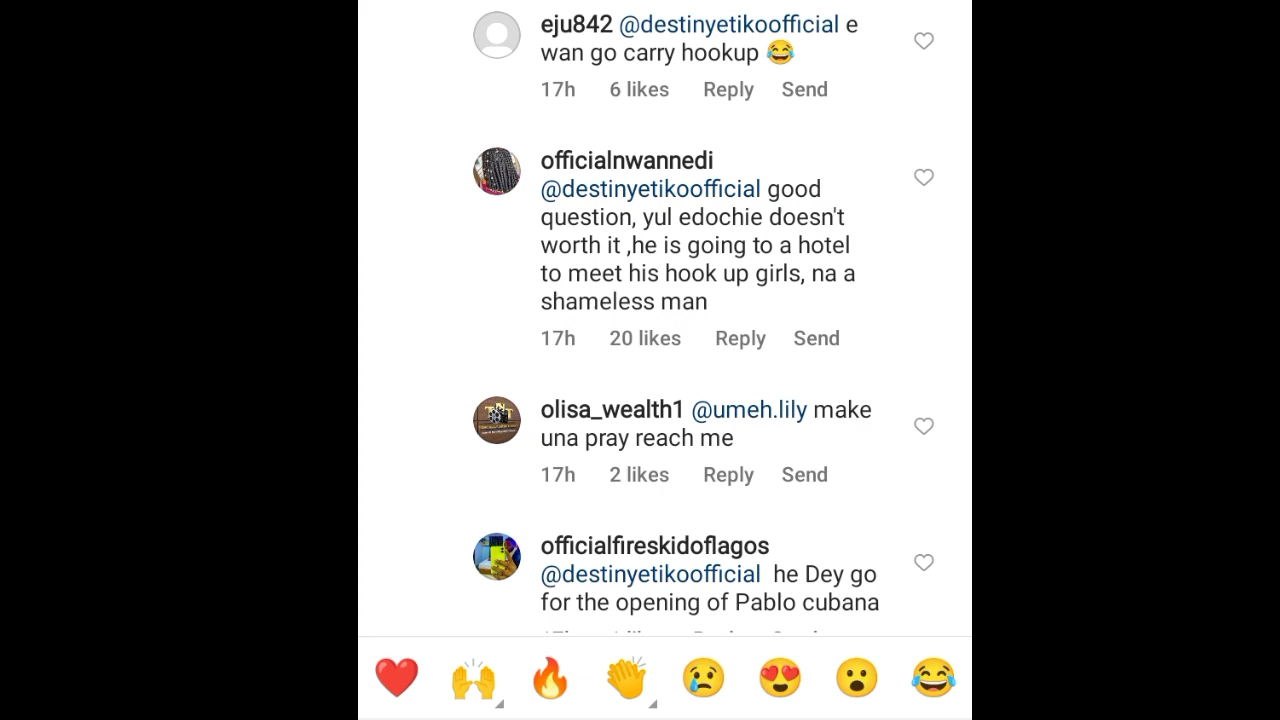 eju842 @destinyetikoofficial e
wan go carry hookup 😂
17h 6 likes Reply Send
officialnwannedi
@destinyetikoofficial good
question, yul edochie doesn't
worth it ,he is going to a hotel
to meet his hook up girls, na a
shameless man
17h 20 likes Reply Send
olisa_wealth1 @umeh.lily make
una pray reach me
17h 2 likes Reply Send
officialfireskidoflagos
@destinyetikoofficial he Dey go
for the opening of Pablo cubana